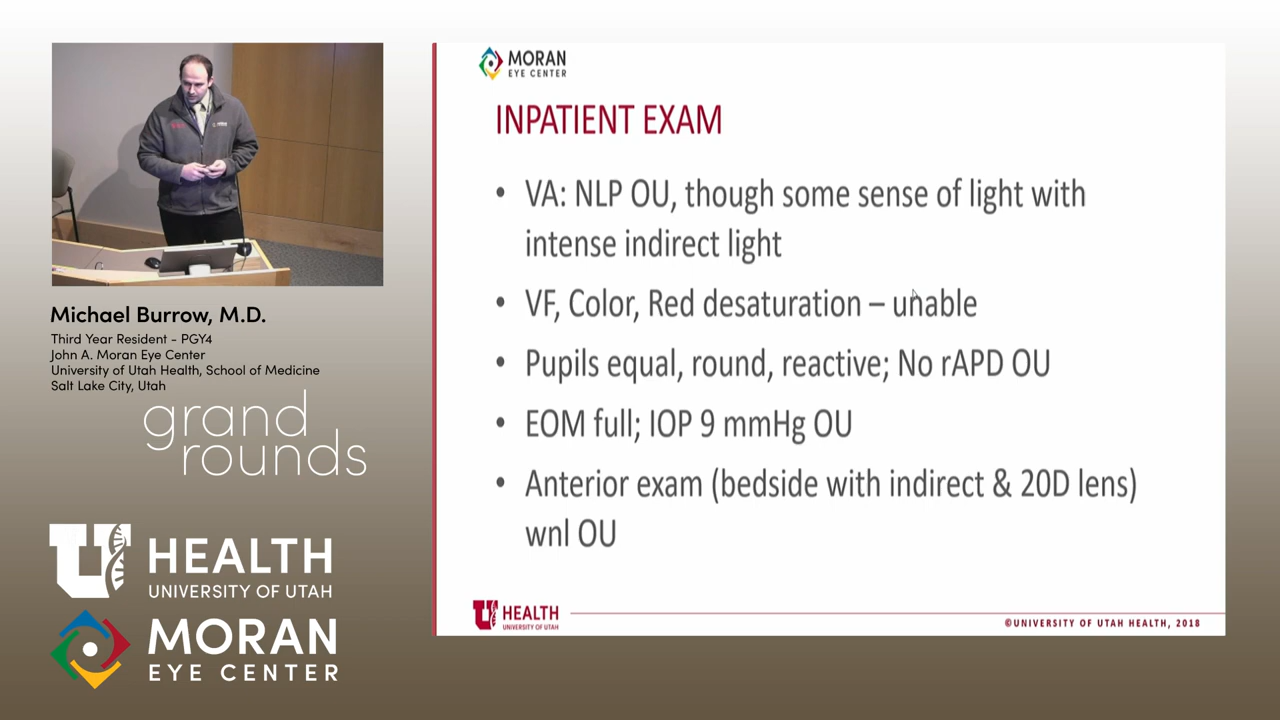 Michael Burrow, M.D.
Third Year Resident - PGY4
John A. Moran Eye Center
University of Utah Health, School of Medicine
Salt Lake City, Utah
grand
rounds
U HEALTH
UNIVERSITY OF UTAH
MORAN
EYE CENTER
MORAN
EYE CENTER
INPATIENT EXAM
• VA: NLP OU, though some sense of light with
intense indirect light
• VF, Color, Red desaturation – unable
• Pupils equal, round, reactive; No rAPD OU
• EOM full; IOP 9 mmHg OU
• Anterior exam (bedside with indirect & 20D lens)
wnl OU
U HEALTH
UNIVERSITY OF UTAH
©UNIVERSITY OF UTAH HEALTH, 2018